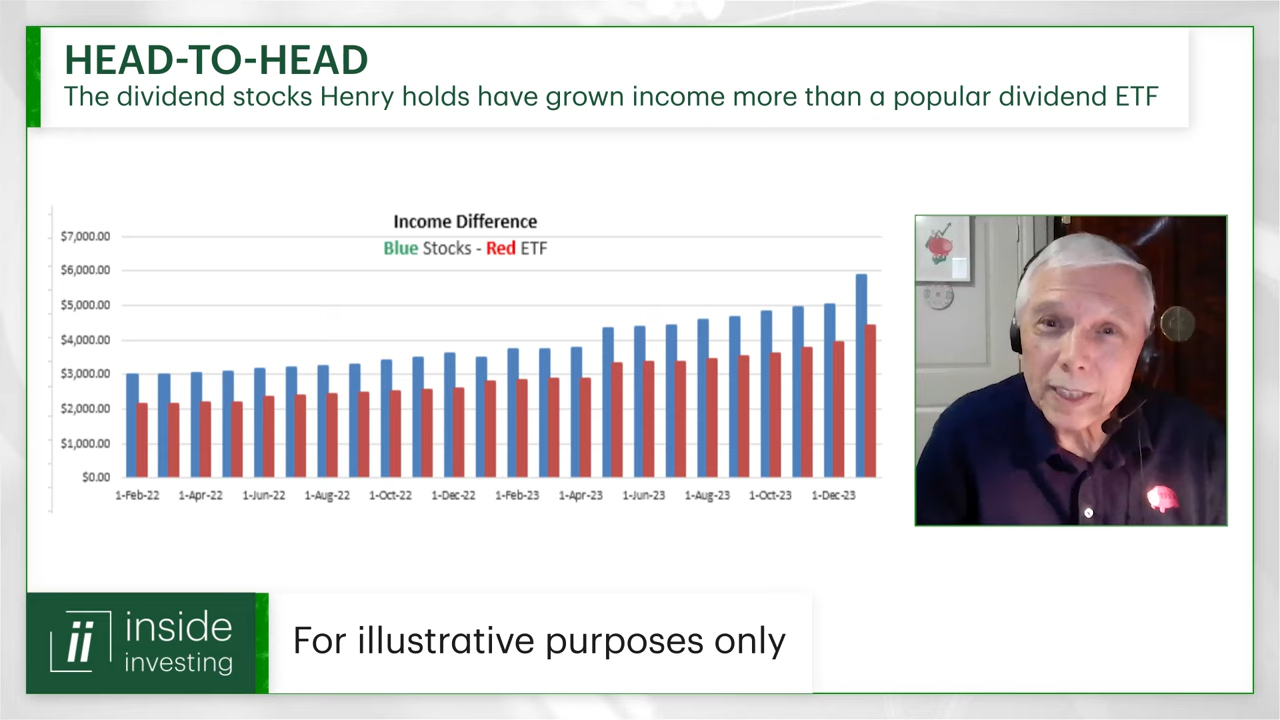 HEAD-TO-HEAD
The dividend stocks Henry holds have grown income more than a popular dividend ETF
Income Difference
Blue Stocks - Red ETF
$7,000.00
$6,000.00
$5,000.00
$4,000.00
$3,000.00
$2,000.00
$1,000.00
$0.00
1-Feb-22 1-Apr-22 1-Jun-22 1-Aug-22 1-Oct-22 1-Dec-22 1-Feb-23 1-Apr-23 1-Jun-23 1-Aug-23 1-Oct-23 1-Dec-23
ii inside
investing
For illustrative purposes only